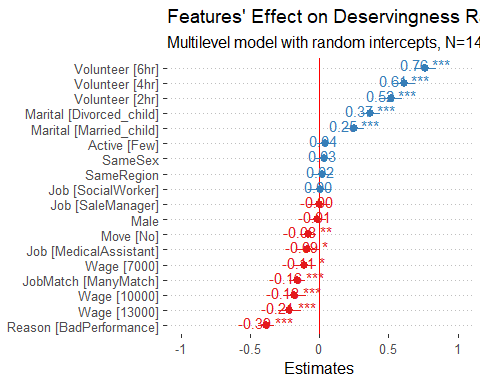 Features' Effect on Deservingness R
Multilevel model with random intercepts, N=14
Volunteer [6hr]
0.76 ***
Volunteer [4hr]
0.61 ***
Volunteer [2hr]
0.52 ***
Marital [Divorced_child]
0.37 ***
Marital [Married_child]
0.25 ***
Active [Few]
0.04
SameSex
0.03
SameRegion
0.02
Job [SocialWorker]
0.00
Job [SaleManager]
-0.00
Male
-0.01
Move [No]
-0.08 **
Job [MedicalAssistant]
-0.09 *
Wage [7000]
-0.11 *
JobMatch [ManyMatch]
-0.16 ***
Wage [10000]
-0.18 ***
Wage [13000]
-0.21 ***
Reason [BadPerformance]
***
-1
-0.5
0
0.5
1
Estimates